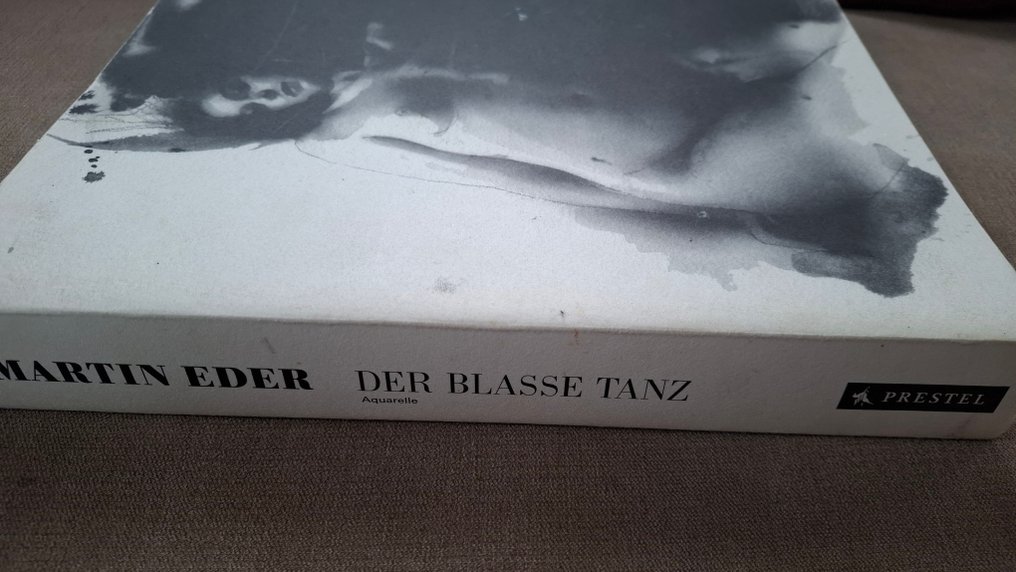 MARTIN EDER DER BLASSE TANZ
Aquarelle
PRESTEL